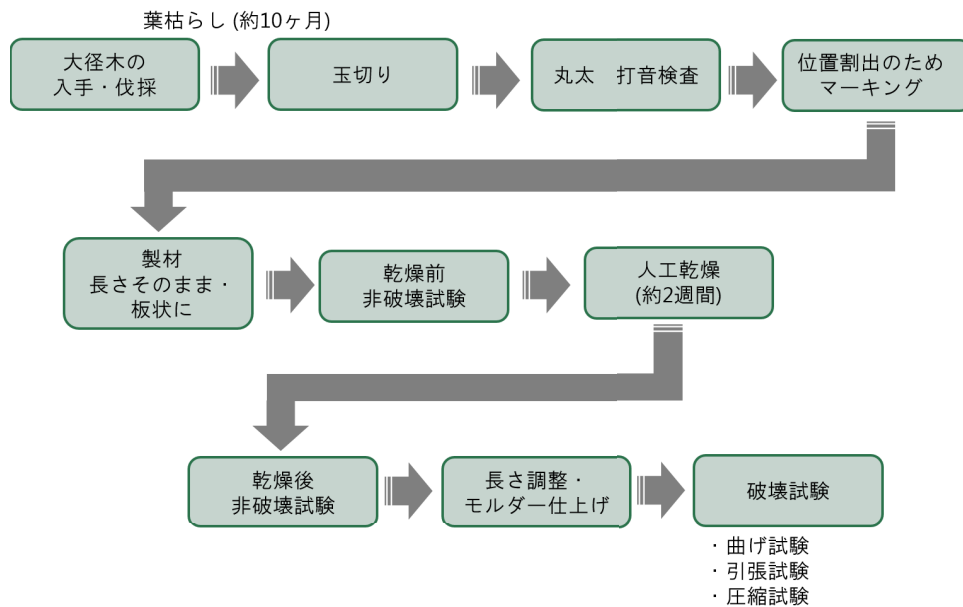 葉枯らし (約10ヶ月)
大径木の
入手・伐採
玉切り
丸太　打音検査
位置割出のため
マーキング
製材
長さそのまま・
板状に
乾燥前
非破壊試験
人工乾燥
(約2週間)
乾燥後
非破壊試験
長さ調整・
モルダー仕上げ
破壊試験
・曲げ試験
・引張試験
・圧縮試験